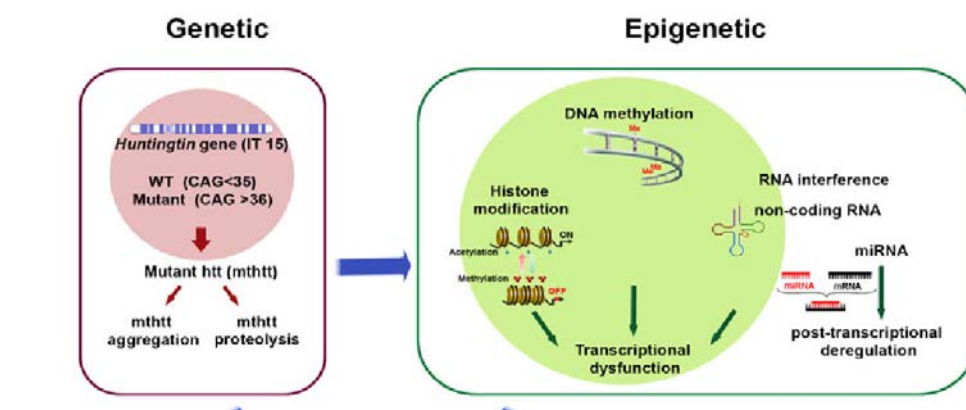 Genetic
Huntingtin gene (IT 15)
WT (CAG<35)
Mutant (CAG >36)
Mutant htt (mthtt)
mthtt
aggregation
mthtt
proteolysis
Epigenetic
DNA methylation
Me
Me
Me
Histone
modification
ON
Acetylation
Methylation
OFF
RNA interference
non-coding RNA
miRNA
miRNA
mRNA
post-transcriptional
deregulation
Transcriptional
dysfunction